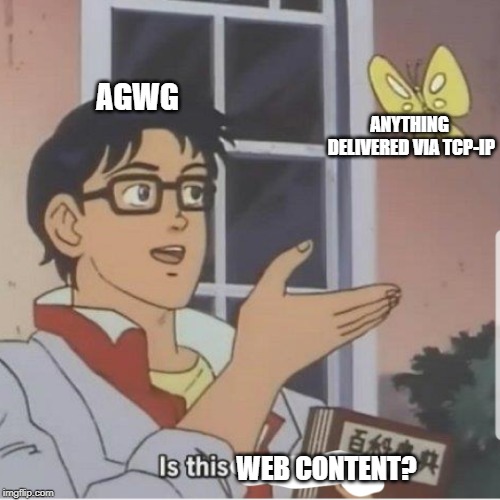 AGWG
ANYTHING
DELIVERED VIA TCP-IP
Is this WEB CONTENT?
imgflip.com